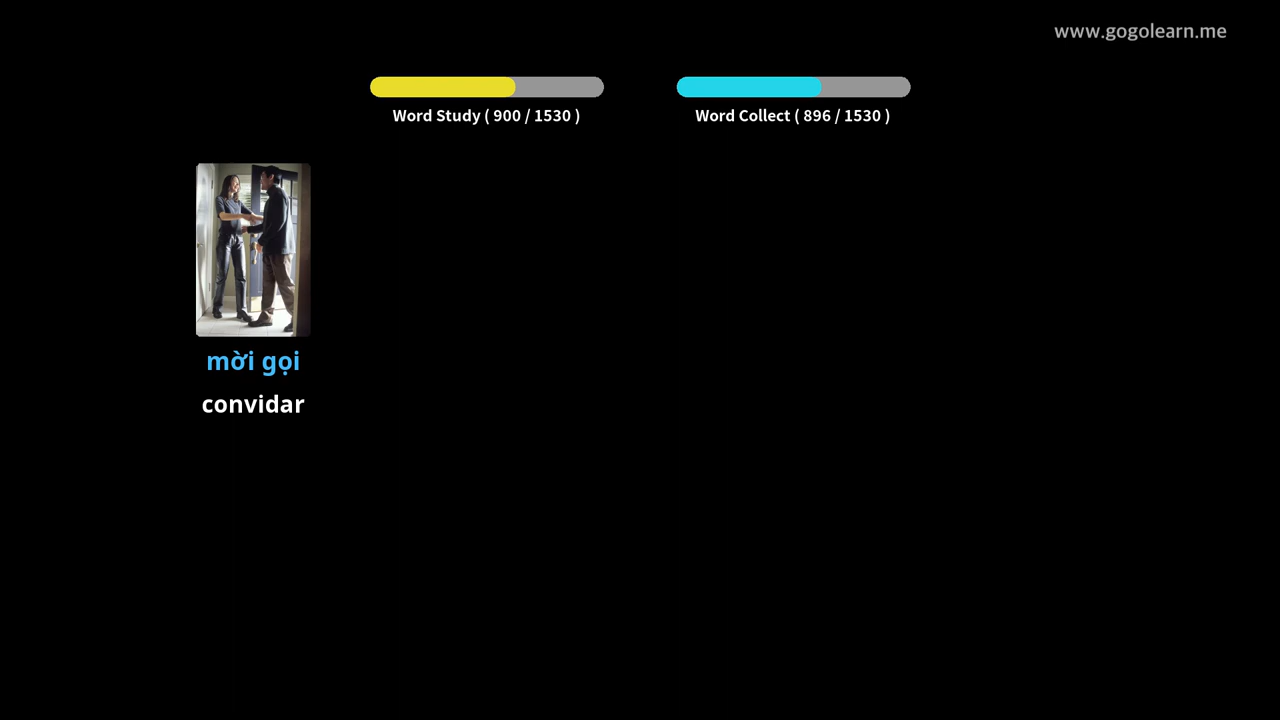 www.gogolearn.me
Word Study ( 900 / 1530 )
Word Collect ( 896 / 1530 )
mời gọi
convidar